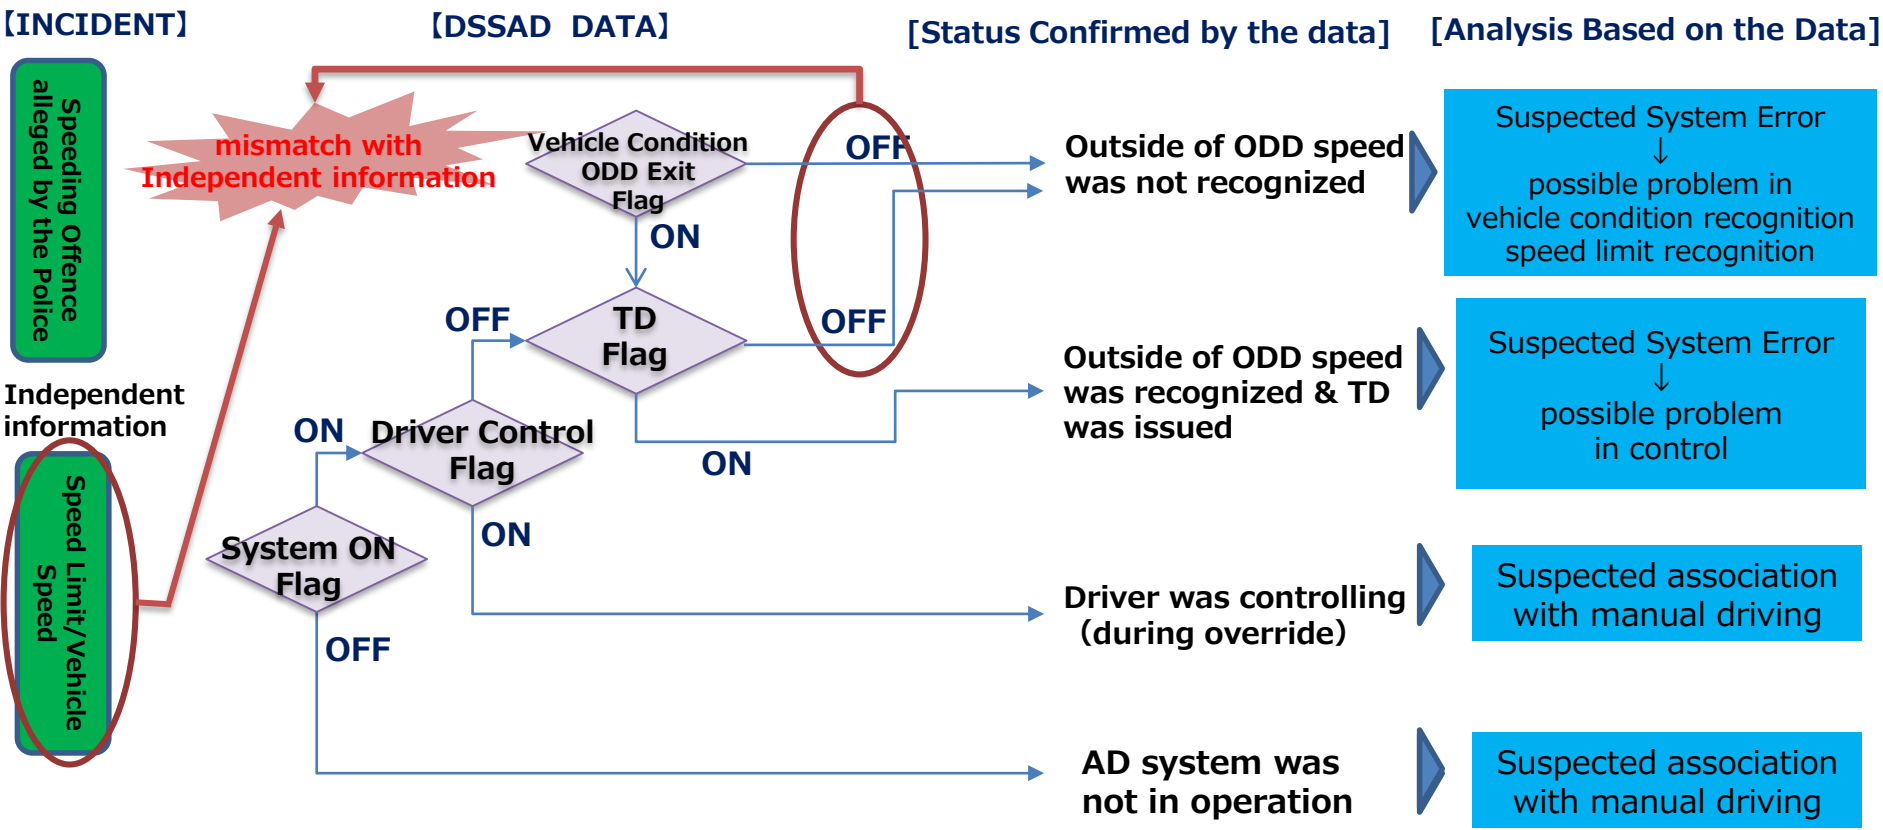 【INCIDENT】
【DSSAD DATA】
[Status Confirmed by the data]
[Analysis Based on the Data]
Speeding Offence
alleged by the Police
mismatch with
Independent information
Vehicle Condition
ODD Exit
Flag
OFF
ON
Outside of ODD speed
was not recognized
Suspected System Error
↓
possible problem in
vehicle condition recognition
speed limit recognition
OFF
TD
Flag
OFF
ON
Outside of ODD speed
was recognized & TD
was issued
Suspected System Error
↓
possible problem
in control
Independent
information
Speed Limit/Vehicle
Speed
ON
Driver Control
Flag
ON
Driver was controlling
（during override）
Suspected association
with manual driving
System ON
Flag
OFF
AD system was
not in operation
Suspected association
with manual driving